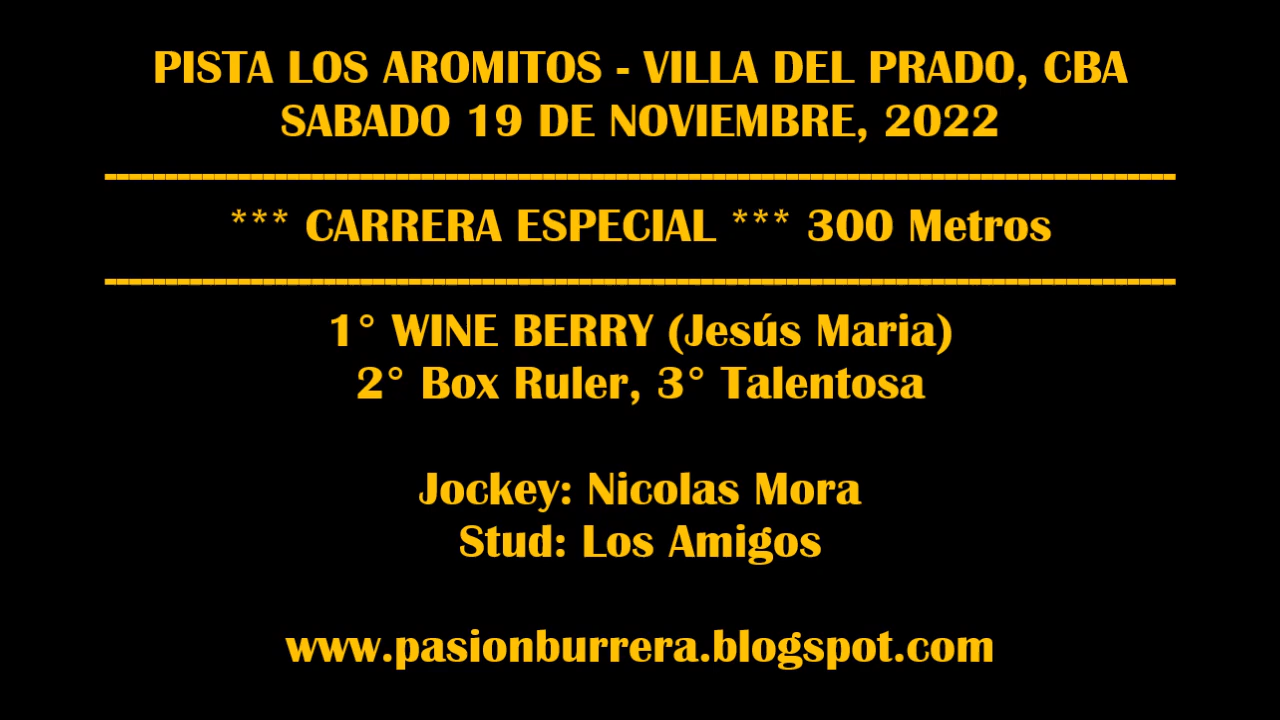 PISTA LOS AROMITOS - VILLA DEL PRADO, CBA
SABADO 19 DE NOVIEMBRE, 2022
*** CARRERA ESPECIAL *** 300 Metros
1° WINE BERRY (Jesús Maria)
2° Box Ruler, 3° Talentosa
Jockey: Nicolas Mora
Stud: Los Amigos
www.pasionburrera.blogspot.com